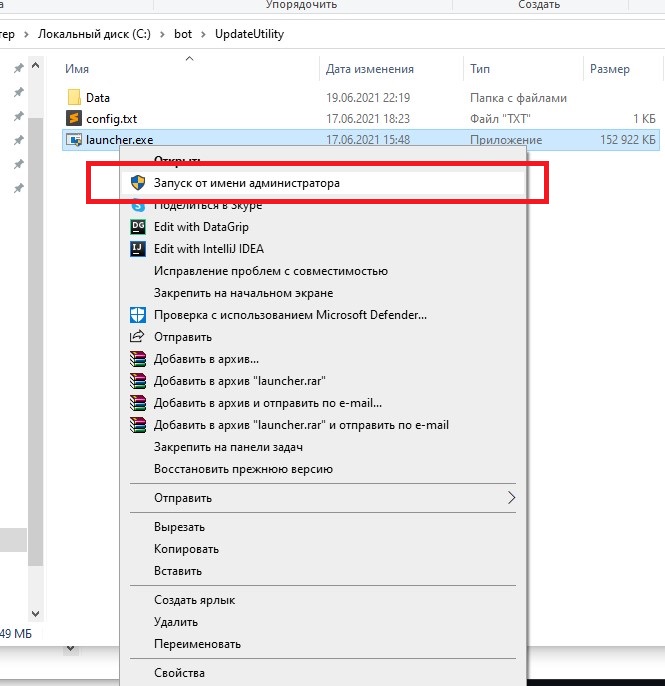 Упорядочить Создать
Локальный диск (C:) > bot > UpdateUtility
Имя Дата изменения Тип Размер
Data 19.06.2021 22:19 Папка с файлами
config.txt 17.06.2021 18:23 Файл "TXT" 1 КБ
launcher.exe 17.06.2021 15:48 Приложение 152 922 КБ
Открыть
Запуск от имени администратора
Поделиться в Skype
DG Edit with DataGrip
IJ Edit with IntelliJ IDEA
Исправление проблем с совместимостью
Закрепить на начальном экране
Проверка с использованием Microsoft Defender...
Отправить
Добавить в архив...
Добавить в архив "launcher.rar"
Добавить в архив и отправить по e-mail...
Добавить в архив "launcher.rar" и отправить по e-mail
Закрепить на панели задач
Восстановить прежнюю версию
Отправить
Вырезать
Копировать
Вставить
Создать ярлык
49 МБ
Удалить
Переименовать
Свойства